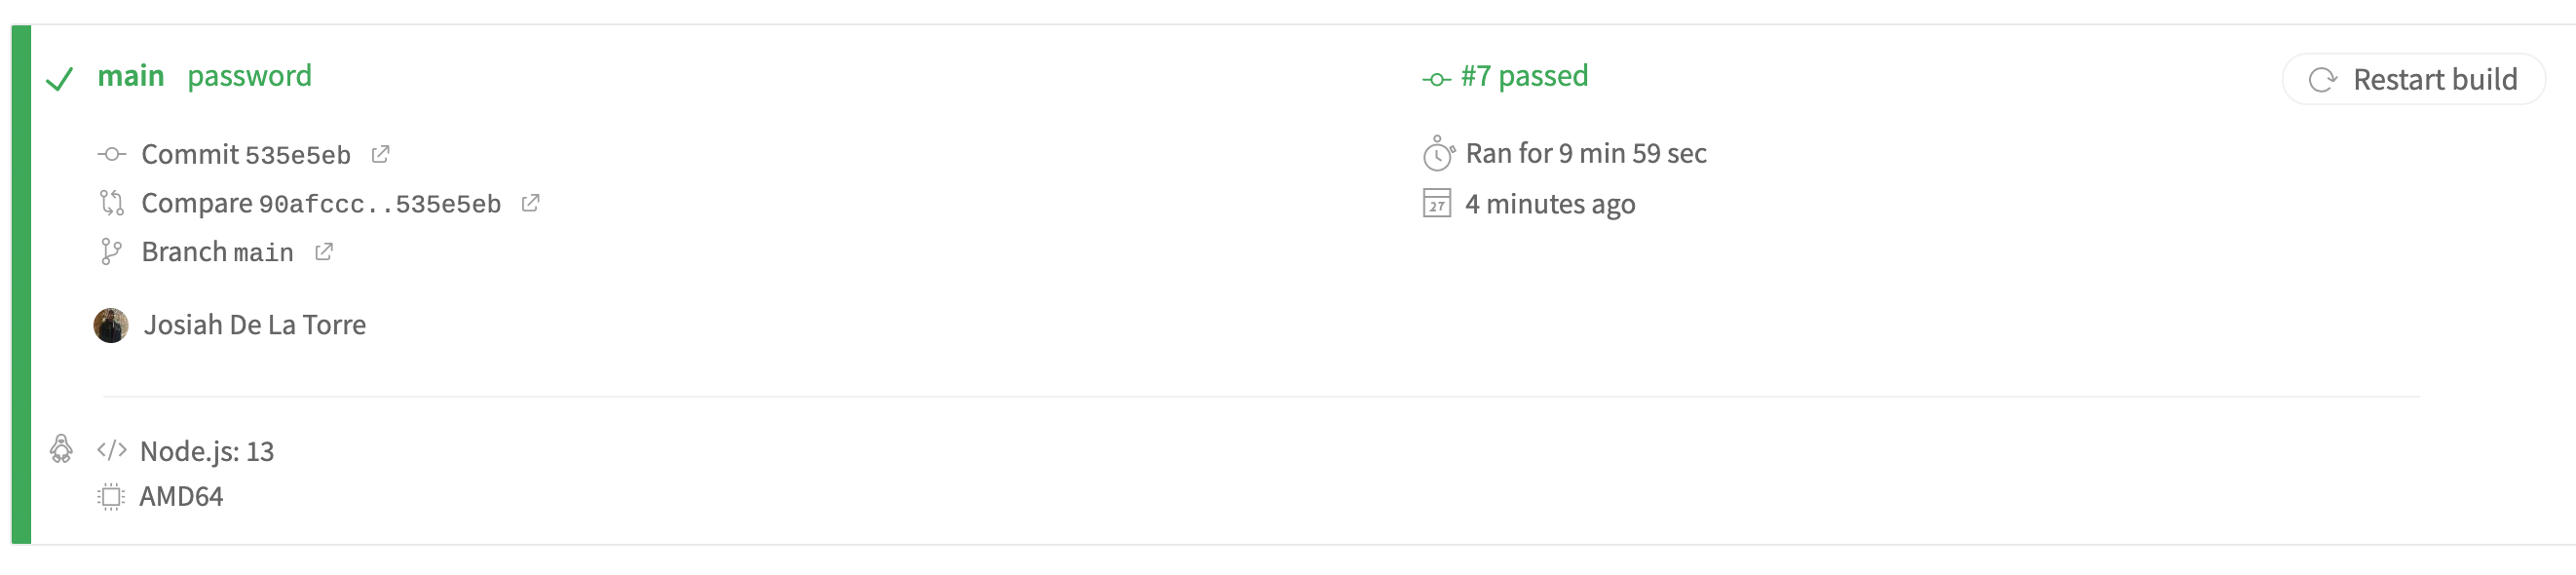 main password
Commit 535e5eb
Compare 90afccc..535e5eb
Branch main
Josiah De La Torre
#7 passed
Ran for 9 min 59 sec
27 4 minutes ago
Restart build
Node.js: 13
AMD64